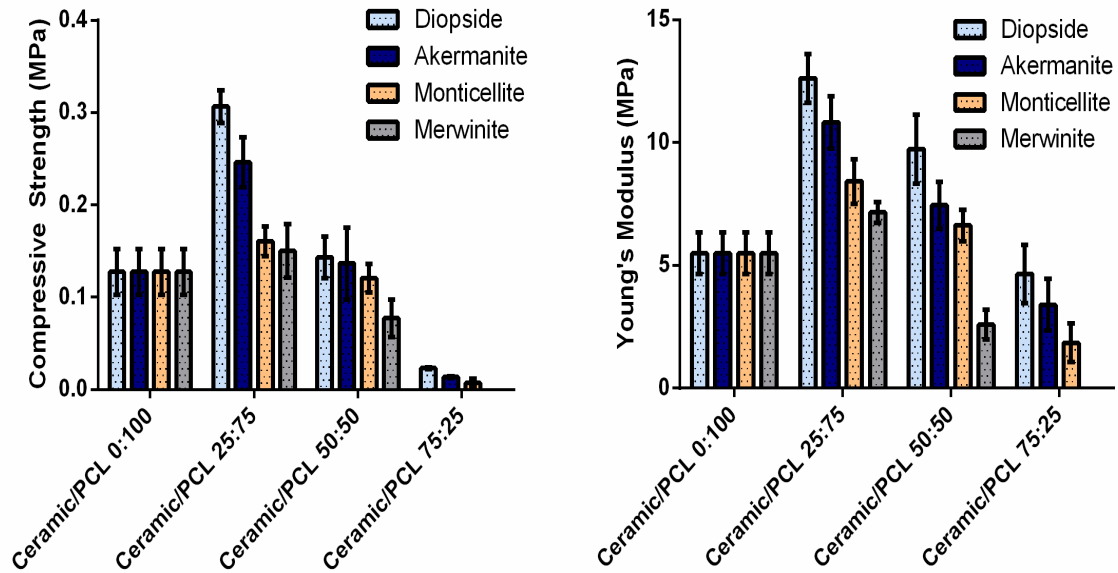 Compressive Strength (MPa)
0.4
0.3
0.2
0.1
0.0
Diopside
Akermanite
Monticellite
Merwinite
Ceramic/PCL 0:100
Ceramic/PCL 25:75
Ceramic/PCL 50:50
Ceramic/PCL 75:25
Young's Modulus (MPa)
15
10
5
0
Diopside
Akermanite
Monticellite
Merwinite
Ceramic/PCL 0:100
Ceramic/PCL 25:75
Ceramic/PCL 50:50
Ceramic/PCL 75:25